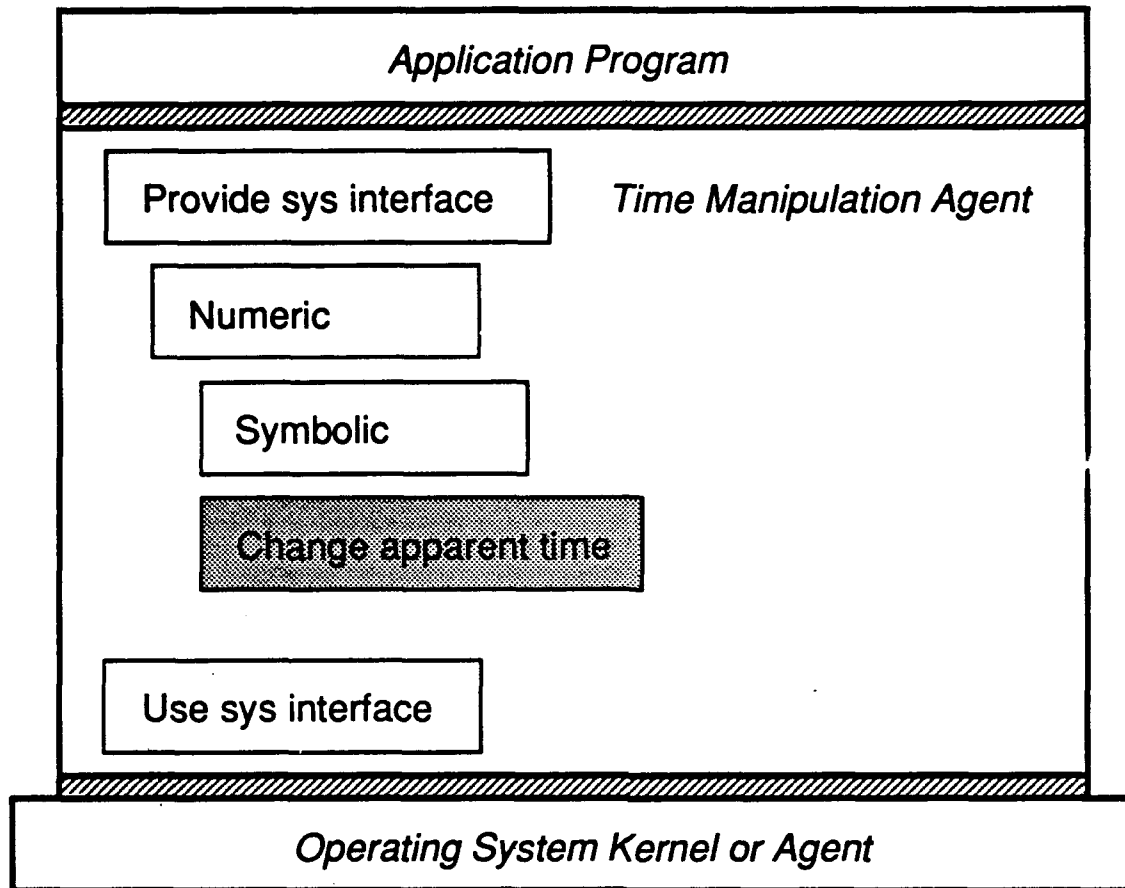 Application Program
Provide sys interface
Time Manipulation Agent
Numeric
Symbolic
Change apparent time
Use sys interface
Operating System Kernel or Agent